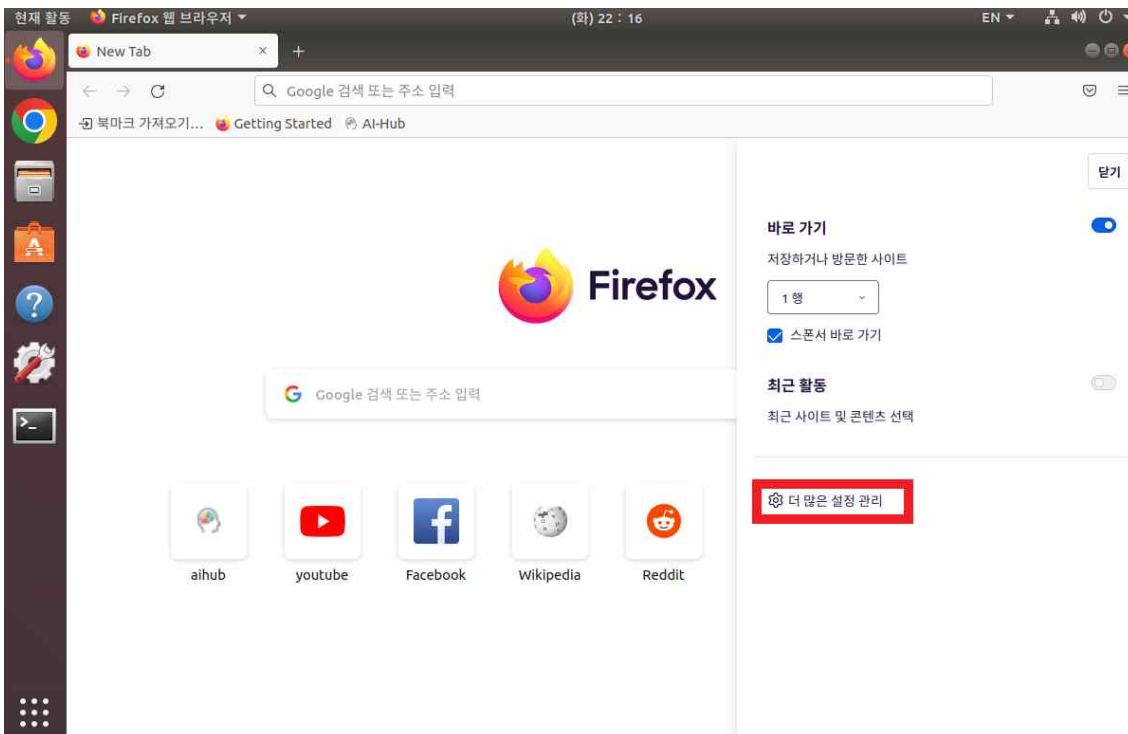 현재 활동 Firefox 웹 브라우저 (화) 22 : 16 EN
New Tab
Google 검색 또는 주소 입력
북마크 가져오기... Getting Started AI-Hub
닫기
바로 가기
저장하거나 방문한 사이트
1 행
스폰서 바로 가기
최근 활동
최근 사이트 및 콘텐츠 선택
더 많은 설정 관리
Firefox
Google 검색 또는 주소 입력
aihub youtube Facebook Wikipedia Reddit